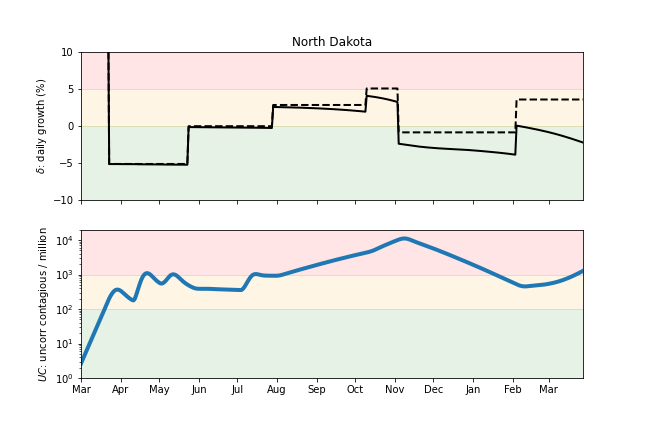 North Dakota
10
5
0
−5
−10
δ: daily growth (%)
10⁴
10³
10²
10¹
10⁰
UC: uncorr contagious / million
Mar Apr May Jun Jul Aug Sep Oct Nov Dec Jan Feb Mar